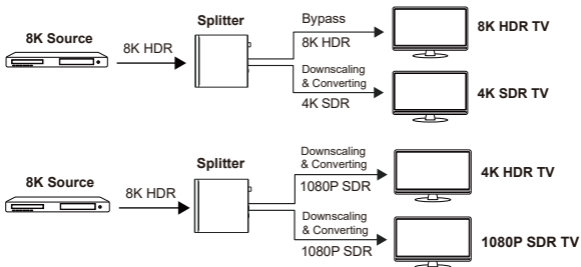 8K Source
8K HDR
Splitter
Bypass
8K HDR
8K HDR TV
Downscaling
& Converting
4K SDR
4K SDR TV
8K Source
8K HDR
Splitter
Downscaling
& Converting
1080P SDR
4K HDR TV
Downscaling
& Converting
1080P SDR
1080P SDR TV